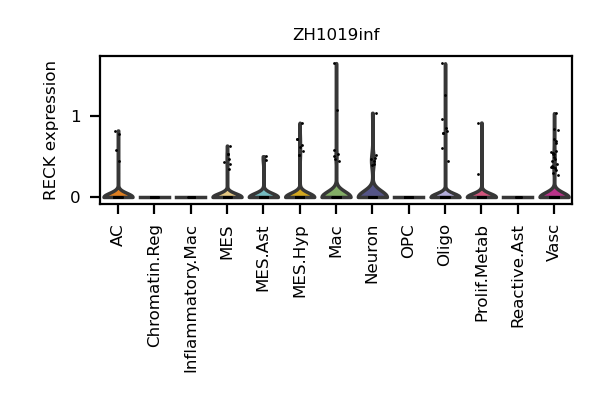 ZH1019inf
RECK expression
1
0
AC
Chromatin.Reg
Inflammatory.Mac
MES
MES.Ast
MES.Hyp
Mac
Neuron
OPC
Oligo
Prolif.Metab
Reactive.Ast
Vasc